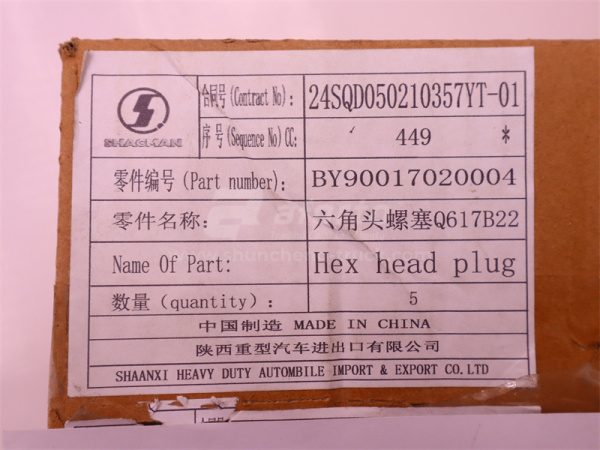 SHACMAN
合同号(Contract No): 24SQD050210357YT-01
序号(Sequence No)CC: 449 *
零件编号(Part number): BY90017020004
零件名称: 六角头螺塞Q617B22
Name Of Part: Hex head plug
数量(quantity): 5
中国制造 MADE IN CHINA
陕西重型汽车进出口有限公司
SHAANXI HEAVY DUTY AUTOMBILE IMPORT & EXPORT CO.LTD